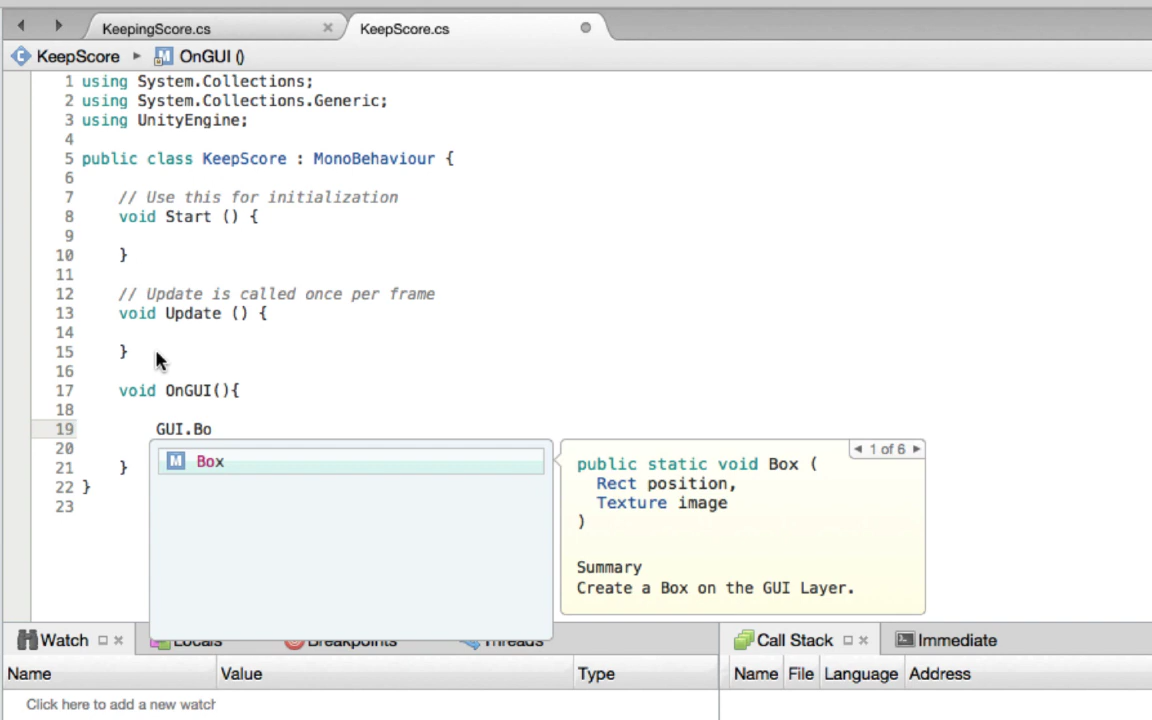 KeepingScore.cs
KeepScore.cs
KeepScore
OnGUI ()
1 using System.Collections;
2 using System.Collections.Generic;
3 using UnityEngine;
4
5 public class KeepScore : MonoBehaviour {
6
7 // Use this for initialization
8 void Start () {
9
10 }
11
12 // Update is called once per frame
13 void Update () {
14
15 }
16
17 void OnGUI(){
18
19 GUI.Bo
20
21 }
22 }
23
M Box
1 of 6
public static void Box (
Rect position,
Texture image
)
Summary
Create a Box on the GUI Layer.
Watch Locals Breakpoints Threads
Call Stack Immediate
Name Value Type
Name File Language Address
Click here to add a new watch